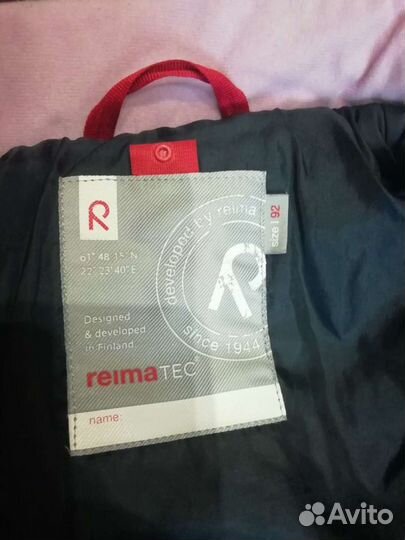 R
61° 48' 15" N
22° 23' 40" E
Designed
& developed
in Finland
reimaTEC®
name:
developed by reima
R
since 1944
size | 92
Avito